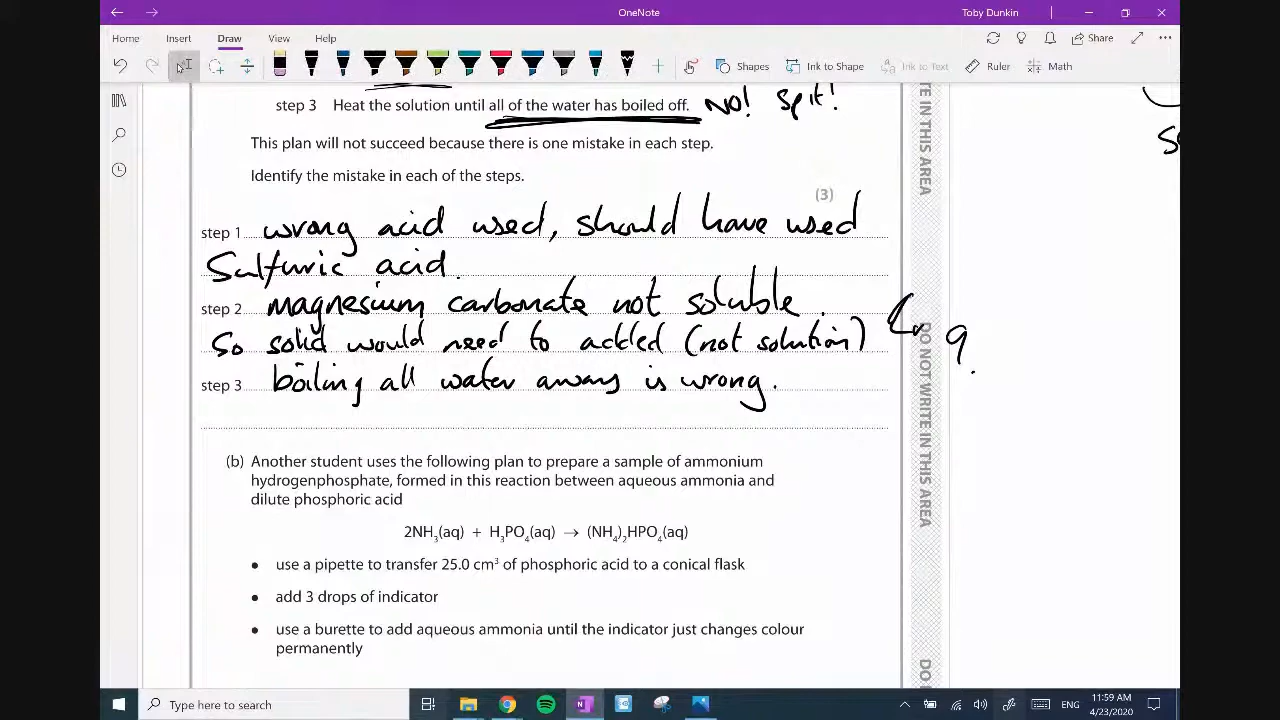 OneNote
Toby Dunkin
Home Insert Draw View Help
Share
Shapes
Ink to Shape
Ink to Text
Ruler
Math
step 3 Heat the solution until all of the water has boiled off. NO! Spit!
This plan will not succeed because there is one mistake in each step.
Identify the mistake in each of the steps.
(3)
step 1 wrong acid used, should have used
Sulfuric acid.
step 2 magnesium carbonate not soluble.
So solid would need to added (not solution)
step 3 boiling all water away is wrong.
(b) Another student uses the following plan to prepare a sample of ammonium
hydrogenphosphate, formed in this reaction between aqueous ammonia and
dilute phosphoric acid
2NH₃(aq) + H₃PO₄(aq) → (NH₄)₂HPO₄(aq)
• use a pipette to transfer 25.0 cm³ of phosphoric acid to a conical flask
• add 3 drops of indicator
• use a burette to add aqueous ammonia until the indicator just changes colour
permanently
TE IN THIS AREA
DO NOT WRITE IN THIS AREA
DO
Type here to search
ENG
11:59 AM
4/23/2020